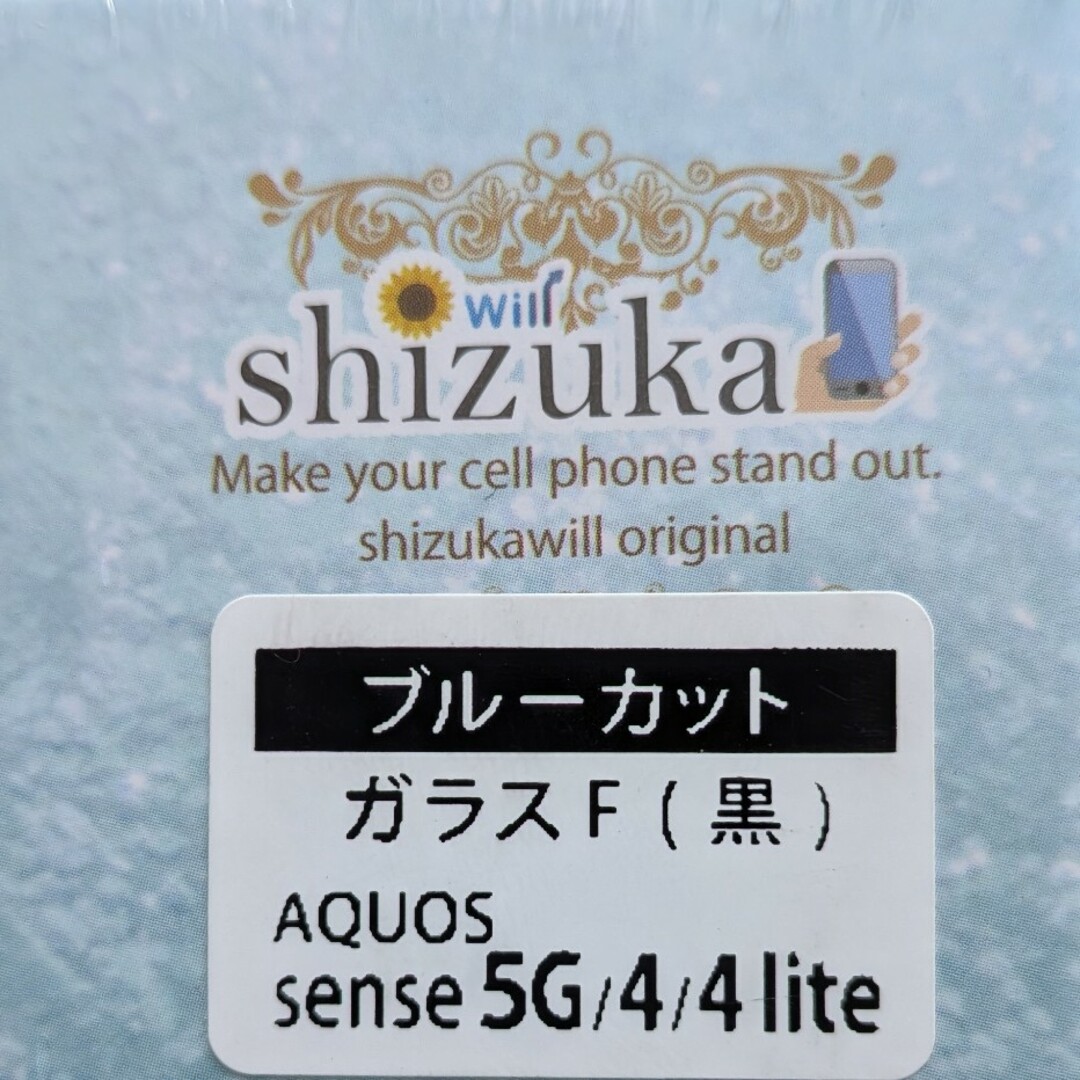 will
shizuka
Make your cell phone stand out.
shizukawill original
ブルーカット
ガラスF(黒)
AQUOS
sense 5G/4/4 lite